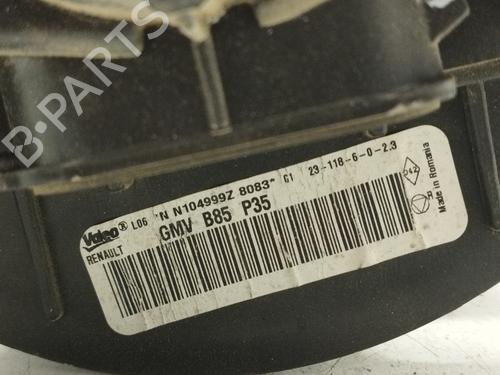 B-PARTS
Valeo® L06 "N N104999Z 8083" G1 23-118-6-0-2.3
RENAULT GMV B85 P35
Made in Romania